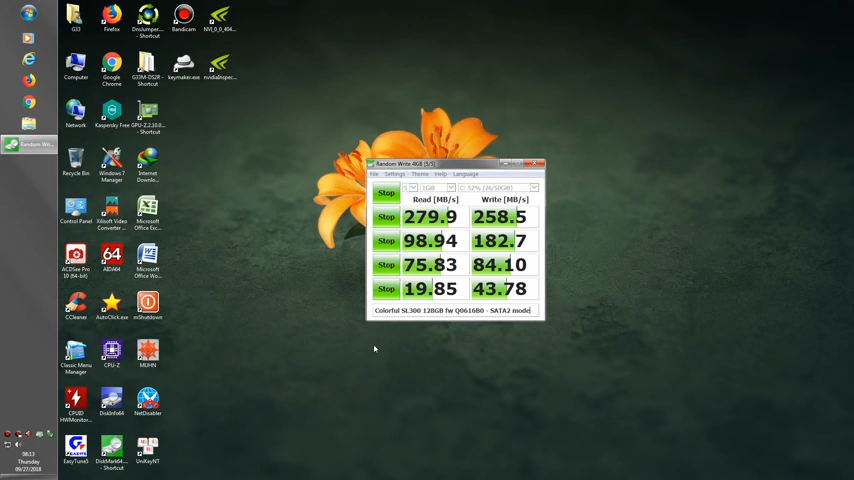 G33
Firefox
DnsJumper...
- Shortcut
Bandicam
NVJ_0_0_404...
Computer
Google
Chrome
G33M-DS2R -
Shortcut
keymaker.exe
nvidiaInspec...
Network
Kaspersky Free
GPU-Z.2.10.0...
- Shortcut
Random Wri...
Recycle Bin
Windows 7
Manager
Internet
Downlo...
Control Panel
Xilisoft Video
Converter ...
Microsoft
Office Exc...
ACDSee Pro
10 (64-bit)
64
AIDA64
Microsoft
Office Wo...
CCleaner
AutoClick.exe
mShutdown
Classic Menu
Manager
CPU-Z
MUHN
CPUID
HWMonitor...
DiskInfo64
NetDisabler
EasyTune5
DiskMark64...
- Shortcut
UniKeyNT
08:13
Thursday
09/27/2018
Random Write 4KiB (5/5)
File Settings Theme Help Language
Stop 5 1GiB C: 52% (26/50GB)
Read [MB/s] Write [MB/s]
Stop 279.9 258.5
Stop 98.94 182.7
Stop 75.83 84.10
Stop 19.85 43.78
Colorful SL300 128GB fw Q0616B0 - SATA2 mode